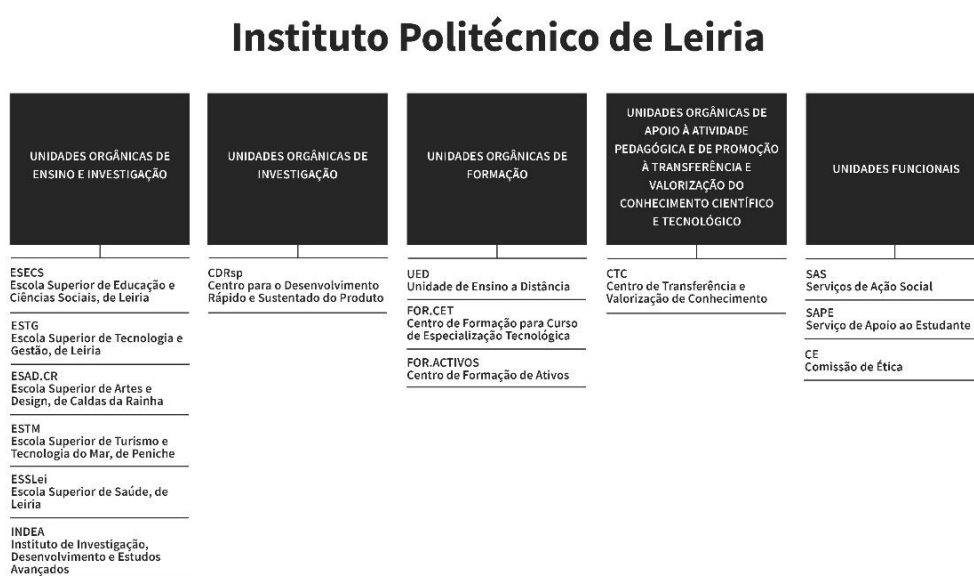 Instituto Politécnico de Leiria
UNIDADES ORGÂNICAS DE
ENSINO E INVESTIGAÇÃO
ESECS
Escola Superior de Educação e
Ciências Sociais, de Leiria
ESTG
Escola Superior de Tecnologia e
Gestão, de Leiria
ESAD.CR
Escola Superior de Artes e
Design, de Caldas da Rainha
ESTM
Escola Superior de Turismo e
Tecnologia do Mar, de Peniche
ESSLei
Escola Superior de Saúde, de
Leiria
INDEA
Instituto de Investigação,
Desenvolvimento e Estudos
Avançados
UNIDADES ORGÂNICAS DE
INVESTIGAÇÃO
CDRsp
Centro para o Desenvolvimento
Rápido e Sustentado do Produto
UNIDADES ORGÂNICAS DE
FORMAÇÃO
UED
Unidade de Ensino a Distância
FOR.CET
Centro de Formação para Curso
de Especialização Tecnológica
FOR.ACTIVOS
Centro de Formação de Ativos
UNIDADES ORGÂNICAS DE
APOIO À ATIVIDADE
PEDAGÓGICA E DE PROMOÇÃO
À TRANSFERÊNCIA E
VALORIZAÇÃO DO
CONHECIMENTO CIENTÍFICO
E TECNOLÓGICO
CTC
Centro de Transferência e
Valorização de Conhecimento
UNIDADES FUNCIONAIS
SAS
Serviços de Ação Social
SAPE
Serviço de Apoio ao Estudante
CE
Comissão de Ética